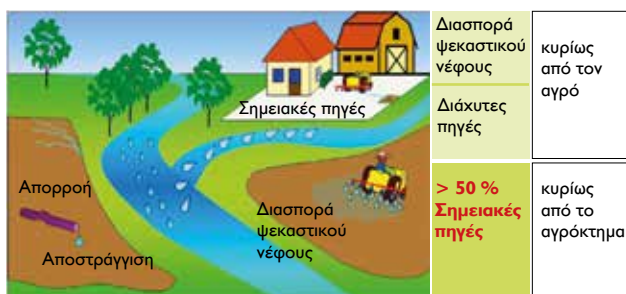 Σημειακές πηγές
Απορροή
Αποστράγγιση
Διασπορά
ψεκαστικού
νέφους
Διασπορά
ψεκαστικού
νέφους
κυρίως
από τον
αγρό
Διάχυτες
πηγές
> 50 %
Σημειακές
πηγές
κυρίως
από το
αγρόκτημα